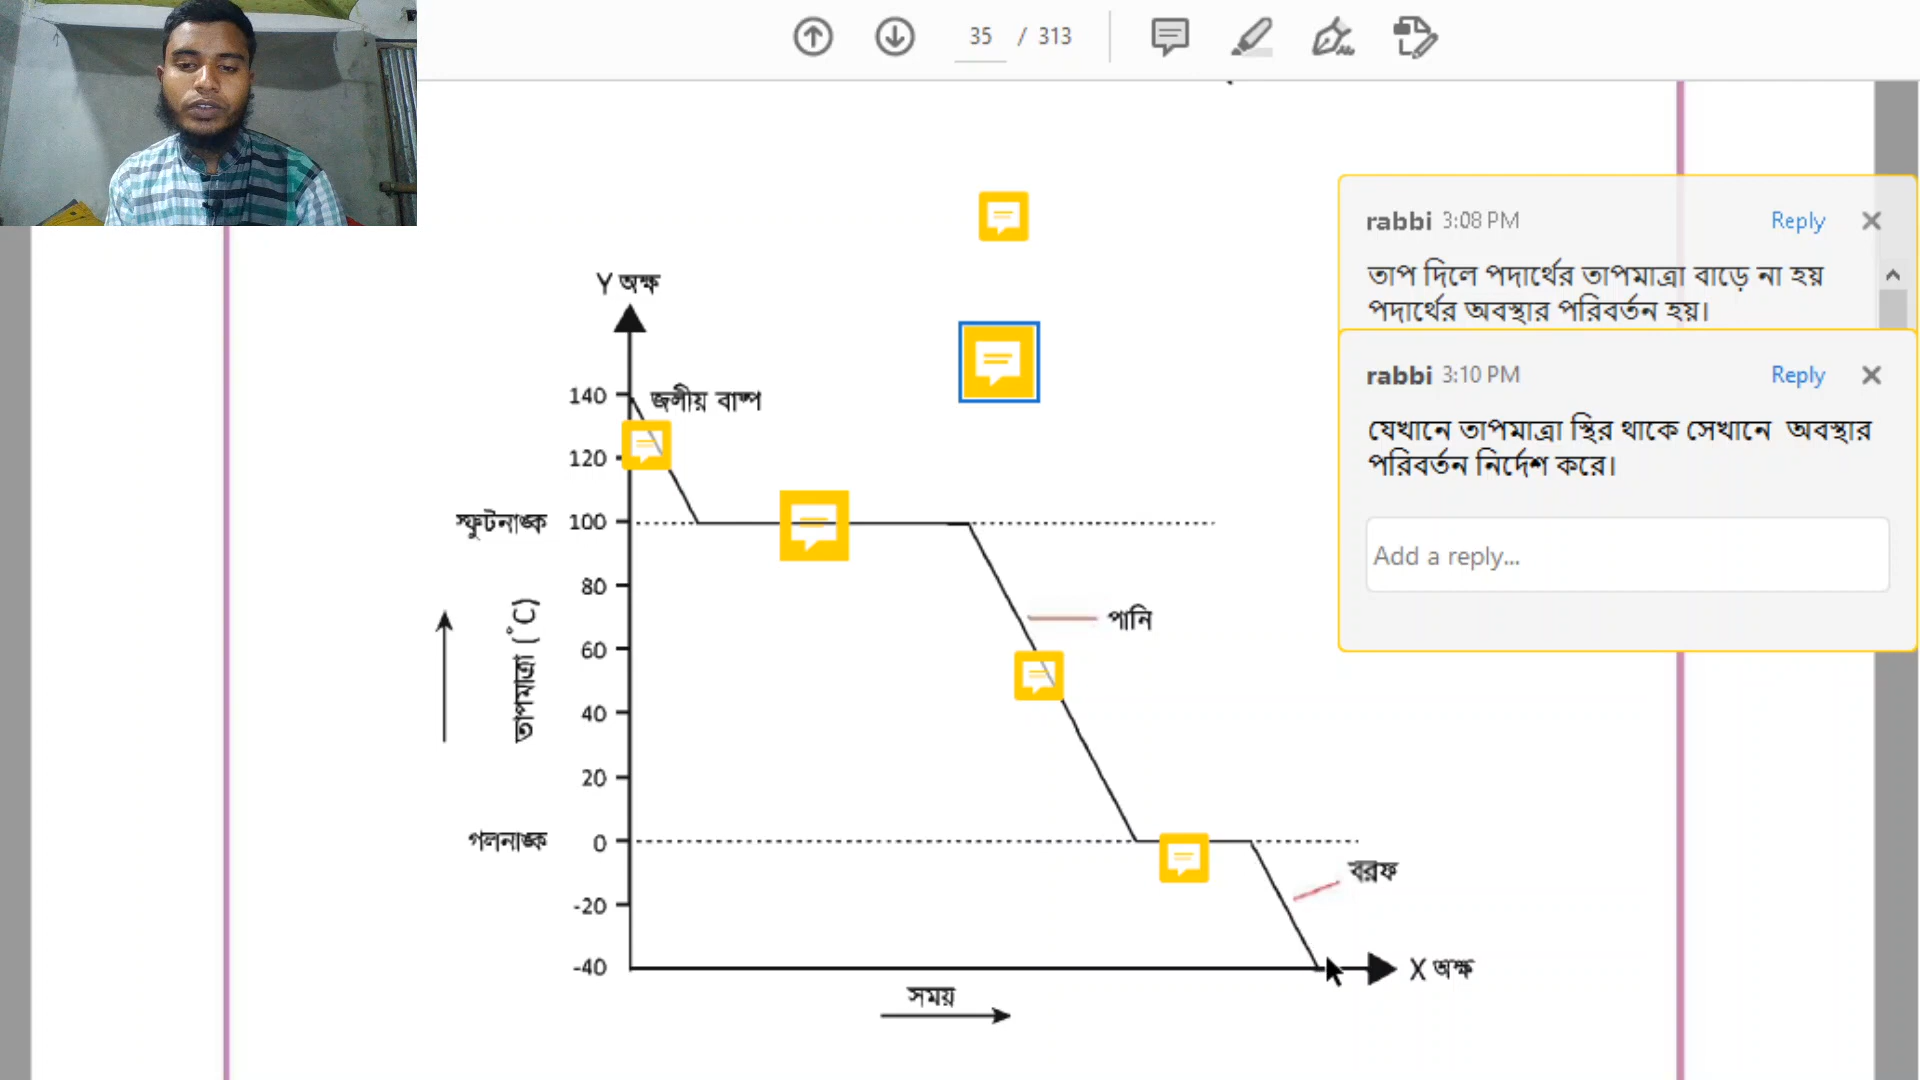 35 / 313
rabbi 3:08 PM Reply
তাপ দিলে পদার্থের তাপমাত্রা বাড়ে না হয়
পদার্থের অবস্থার পরিবর্তন হয়।
rabbi 3:10 PM Reply
যেখানে তাপমাত্রা স্থির থাকে সেখানে অবস্থার
পরিবর্তন নির্দেশ করে।
Add a reply...
Y অক্ষ
140
জলীয় বাষ্প
120
স্ফুটনাঙ্ক 100
80
পানি
60
তাপমাত্রা (°C)
40
20
গলনাঙ্ক 0
বরফ
-20
-40
X অক্ষ
সময়